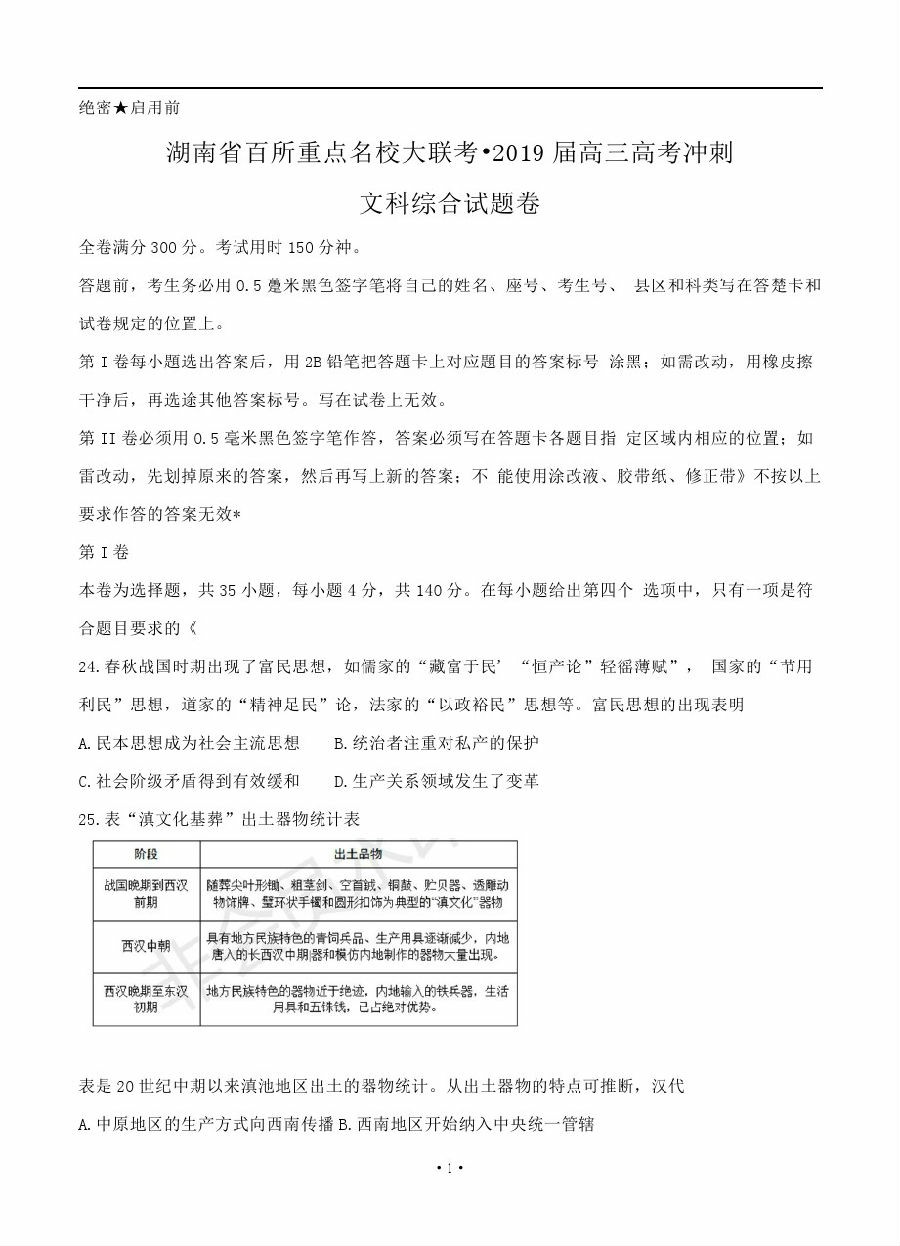 绝密★启用前
湖南省百所重点名校大联考•2019 届高三高考冲刺
文科综合试题卷
全卷满分 300 分。考试用时 150 分神。
答题前，考生务必用 0.5 毫米黑色签字笔将自己的姓名、座号、考生号、 县区和科类写在答楚卡和
试卷规定的位置上。
第 I 卷每小题选出答案后，用 2B 铅笔把答题卡上对应题目的答案标号 涂黑；如需改动，用橡皮擦
干净后，再选途其他答案标号。写在试卷上无效。
第 II 卷必须用 0.5 毫米黑色签字笔作答，答案必须写在答题卡各题目指 定区域内相应的位置；如
雷改动，先划掉原来的答案，然后再写上新的答案；不 能使用涂改液、胶带纸、修正带》不按以上
要求作答的答案无效*
第 I 卷
本卷为选择题，共 35 小题．每小题 4 分，共 140 分。在每小题给出第四个 选项中，只有一项是符
合题目要求的《
24.春秋战国时期出现了富民思想，如儒家的“藏富于民’ “恒产论”轻徭薄赋”， 国家的“节用
利民”思想，道家的“精神足民”论，法家的“以政裕民”思想等。富民思想的出现表明
A.民本思想成为社会主流思想 B.统治者注重对私产的保护
C.社会阶级矛盾得到有效缓和 D.生产关系领域发生了变革
25.表“滇文化基葬”出土器物统计表
阶段 出土品物
战国晚期到西汉前期 随葬尖叶形锄、粗茎剑、空首钺、铜鼓、贮贝器、透雕动
物饰牌、璧环状手镯和圆形扣饰为典型的“滇文化”器物
西汉中朝 具有地方民族特色的青饲兵品、生产用具逐渐减少，内地
唐入的长西汉中期|器和模仿内地制作的器物大量出现。
西汉晚期至东汉初期 地方民族特色的器物近于绝迹，内地输入的铁兵器，生活
用具和五铢钱，己占绝对优势。
非会员水印
表是 20 世纪中期以来滇池地区出土的器物统计。从出土器物的特点可推断，汉代
A.中原地区的生产方式向西南传播 B.西南地区开始纳入中央统一管辖
•1•